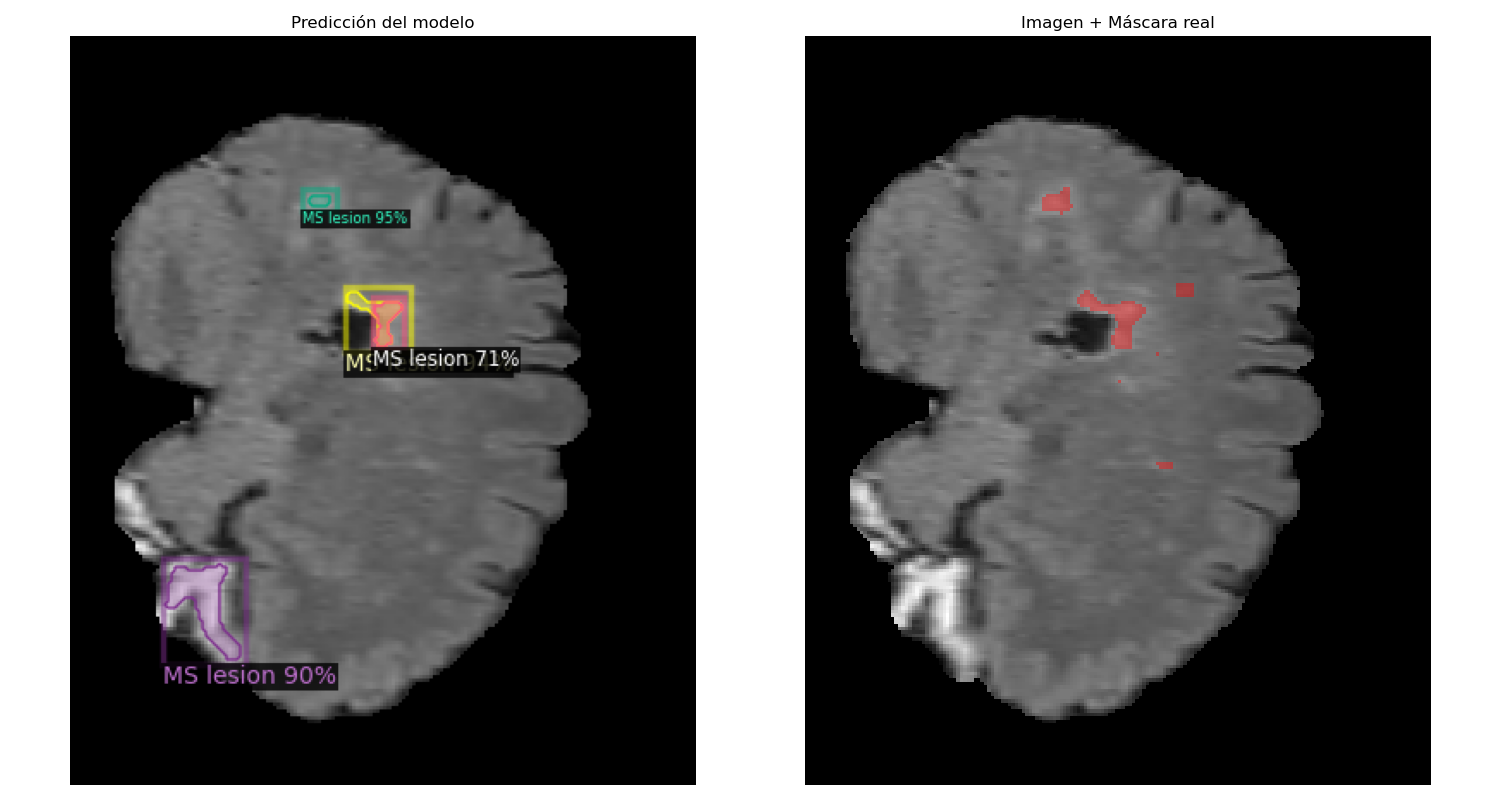 Predicción del modelo
Imagen + Máscara real
MS lesion 95%
MS lesion 71%
MS lesion 90%